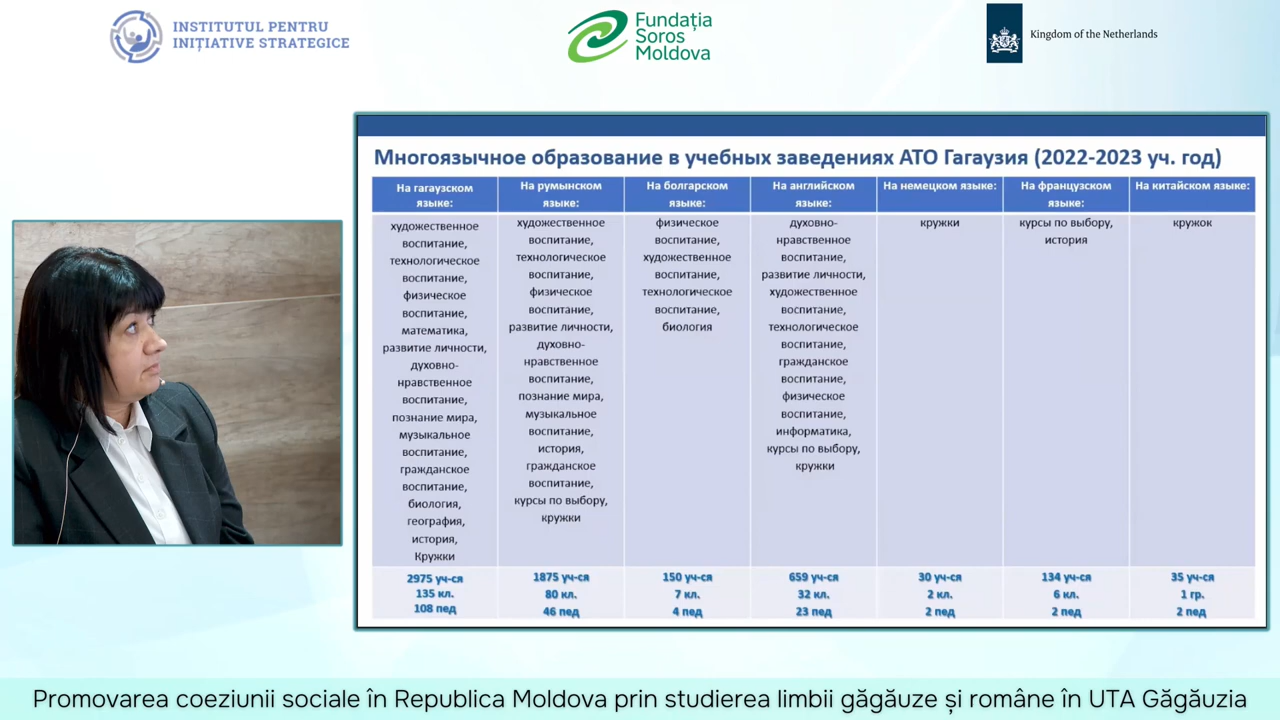 INSTITUTUL PENTRU
INIȚIATIVE STRATEGICE
Fundația
Soros
Moldova
Kingdom of the Netherlands
Многоязычное образование в учебных заведениях АТО Гагаузия (2022-2023 уч. год)
На гагаузском
языке:
художественное
воспитание,
технологическое
воспитание,
физическое
воспитание,
математика,
развитие личности,
духовно-
нравственное
воспитание,
познание мира,
музыкальное
воспитание,
гражданское
воспитание,
биология,
география,
история,
Кружки
2975 уч-ся
135 кл.
108 пед
На румынском
языке:
художественное
воспитание,
технологическое
воспитание,
физическое
воспитание,
развитие личности,
духовно-
нравственное
воспитание,
познание мира,
музыкальное
воспитание,
история,
гражданское
воспитание,
курсы по выбору,
кружки
1875 уч-ся
80 кл.
46 пед
На болгарском
языке:
физическое
воспитание,
художественное
воспитание,
технологическое
воспитание,
биология
150 уч-ся
7 кл.
4 пед
На английском
языке:
духовно-
нравственное
воспитание,
развитие личности,
художественное
воспитание,
технологическое
воспитание,
гражданское
воспитание,
физическое
воспитание,
информатика,
курсы по выбору,
кружки
659 уч-ся
32 кл.
23 пед
На немецком языке:
кружки
30 уч-ся
2 кл.
2 пед
На французском
языке:
курсы по выбору,
история
134 уч-ся
6 кл.
2 пед
На китайском языке:
кружок
35 уч-ся
1 гр.
2 пед
Promovarea coeziunii sociale în Republica Moldova prin studierea limbii găgăuze și române în UTA Găgăuzia